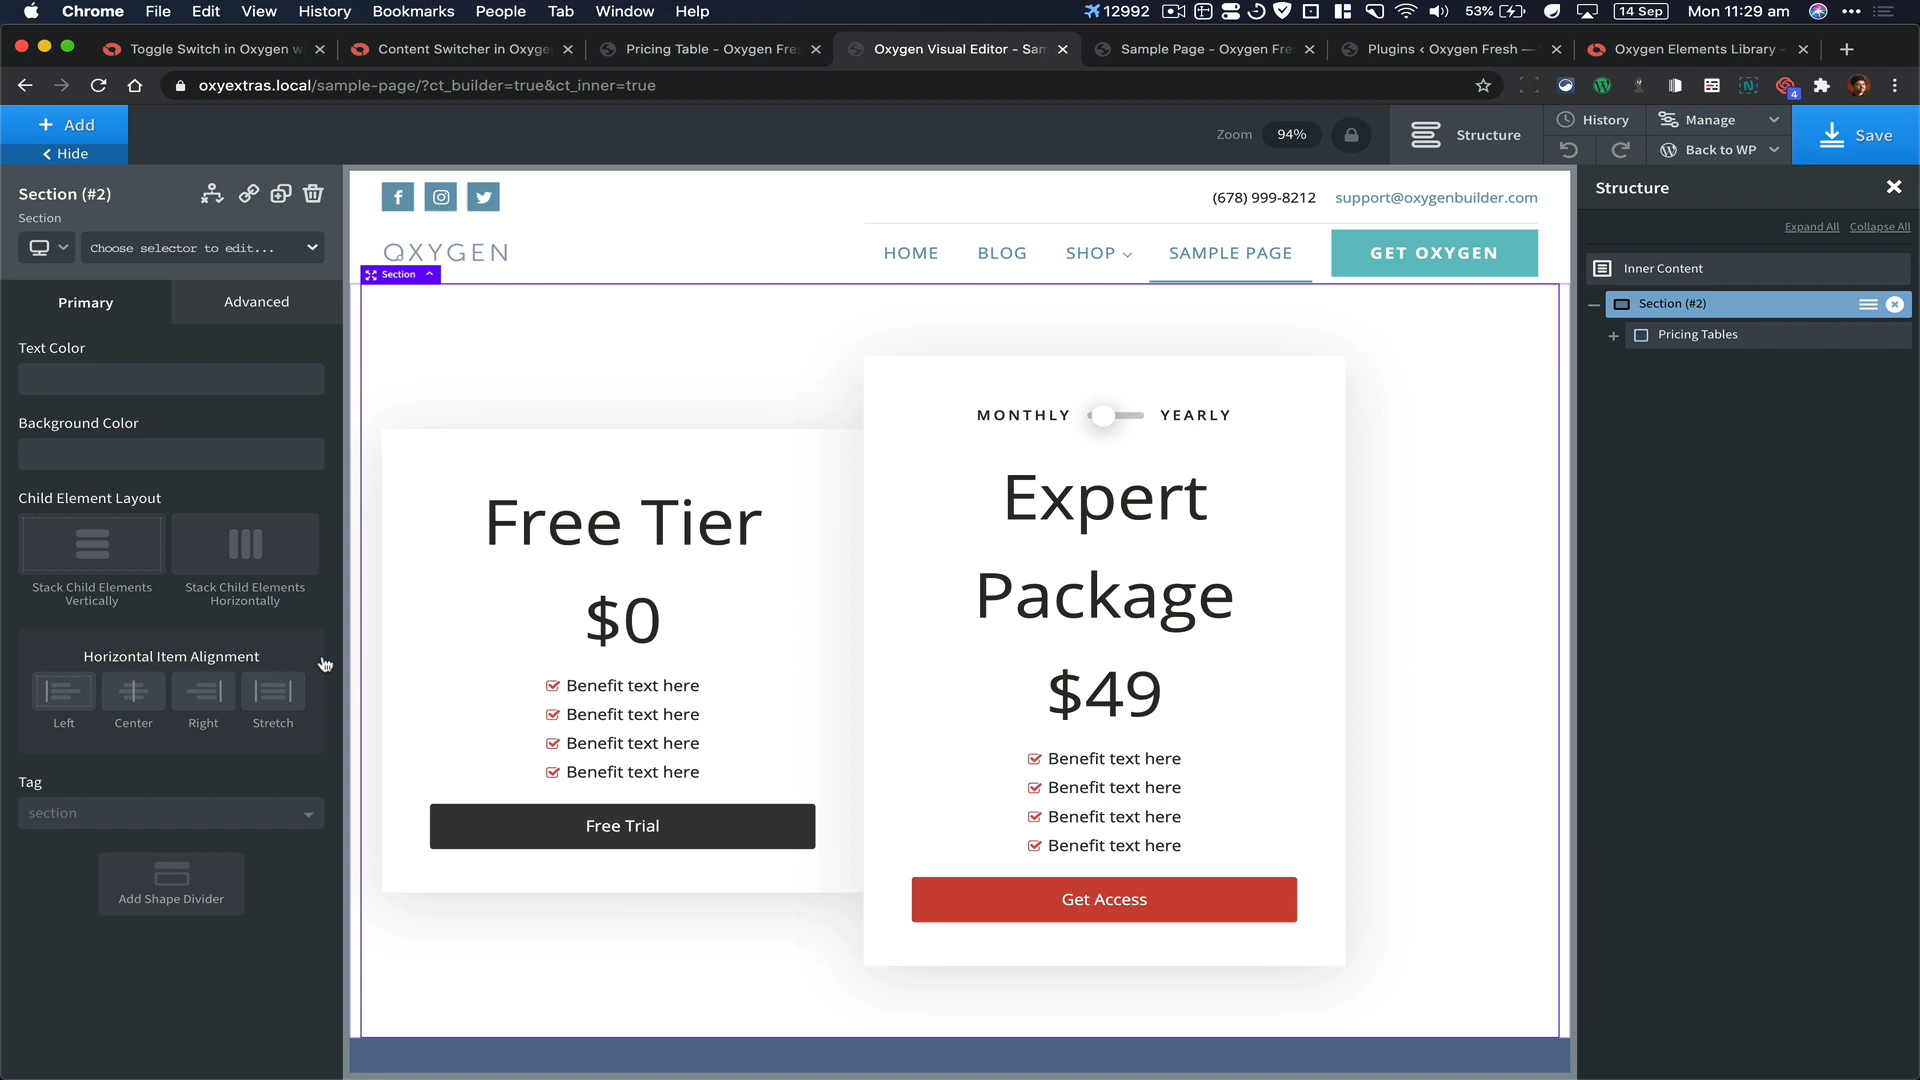 Chrome File Edit View History Bookmarks People Tab Window Help 12992 53% 14 Sep Mon 11:29 am
Toggle Switch in Oxygen w
Content Switcher in Oxyge
Pricing Table - Oxygen Fre
Oxygen Visual Editor - Sam
Sample Page - Oxygen Fre
Plugins ‹ Oxygen Fresh —
Oxygen Elements Library -
oxyextras.local/sample-page/?ct_builder=true&ct_inner=true
4
+ Add
Hide
Zoom 94%
Structure
History
Manage
Back to WP
Save
Section (#2)
Section
Choose selector to edit...
Primary
Advanced
Text Color
Background Color
Child Element Layout
Stack Child Elements Vertically
Stack Child Elements Horizontally
Horizontal Item Alignment
Left
Center
Right
Stretch
Tag
section
Add Shape Divider
(678) 999-8212 support@oxygenbuilder.com
OXYGEN
HOME BLOG SHOP SAMPLE PAGE GET OXYGEN
Section
Free Tier
$0
Benefit text here
Benefit text here
Benefit text here
Benefit text here
Free Trial
MONTHLY YEARLY
Expert
Package
$49
Benefit text here
Benefit text here
Benefit text here
Benefit text here
Get Access
Structure
Expand All Collapse All
Inner Content
Section (#2)
Pricing Tables